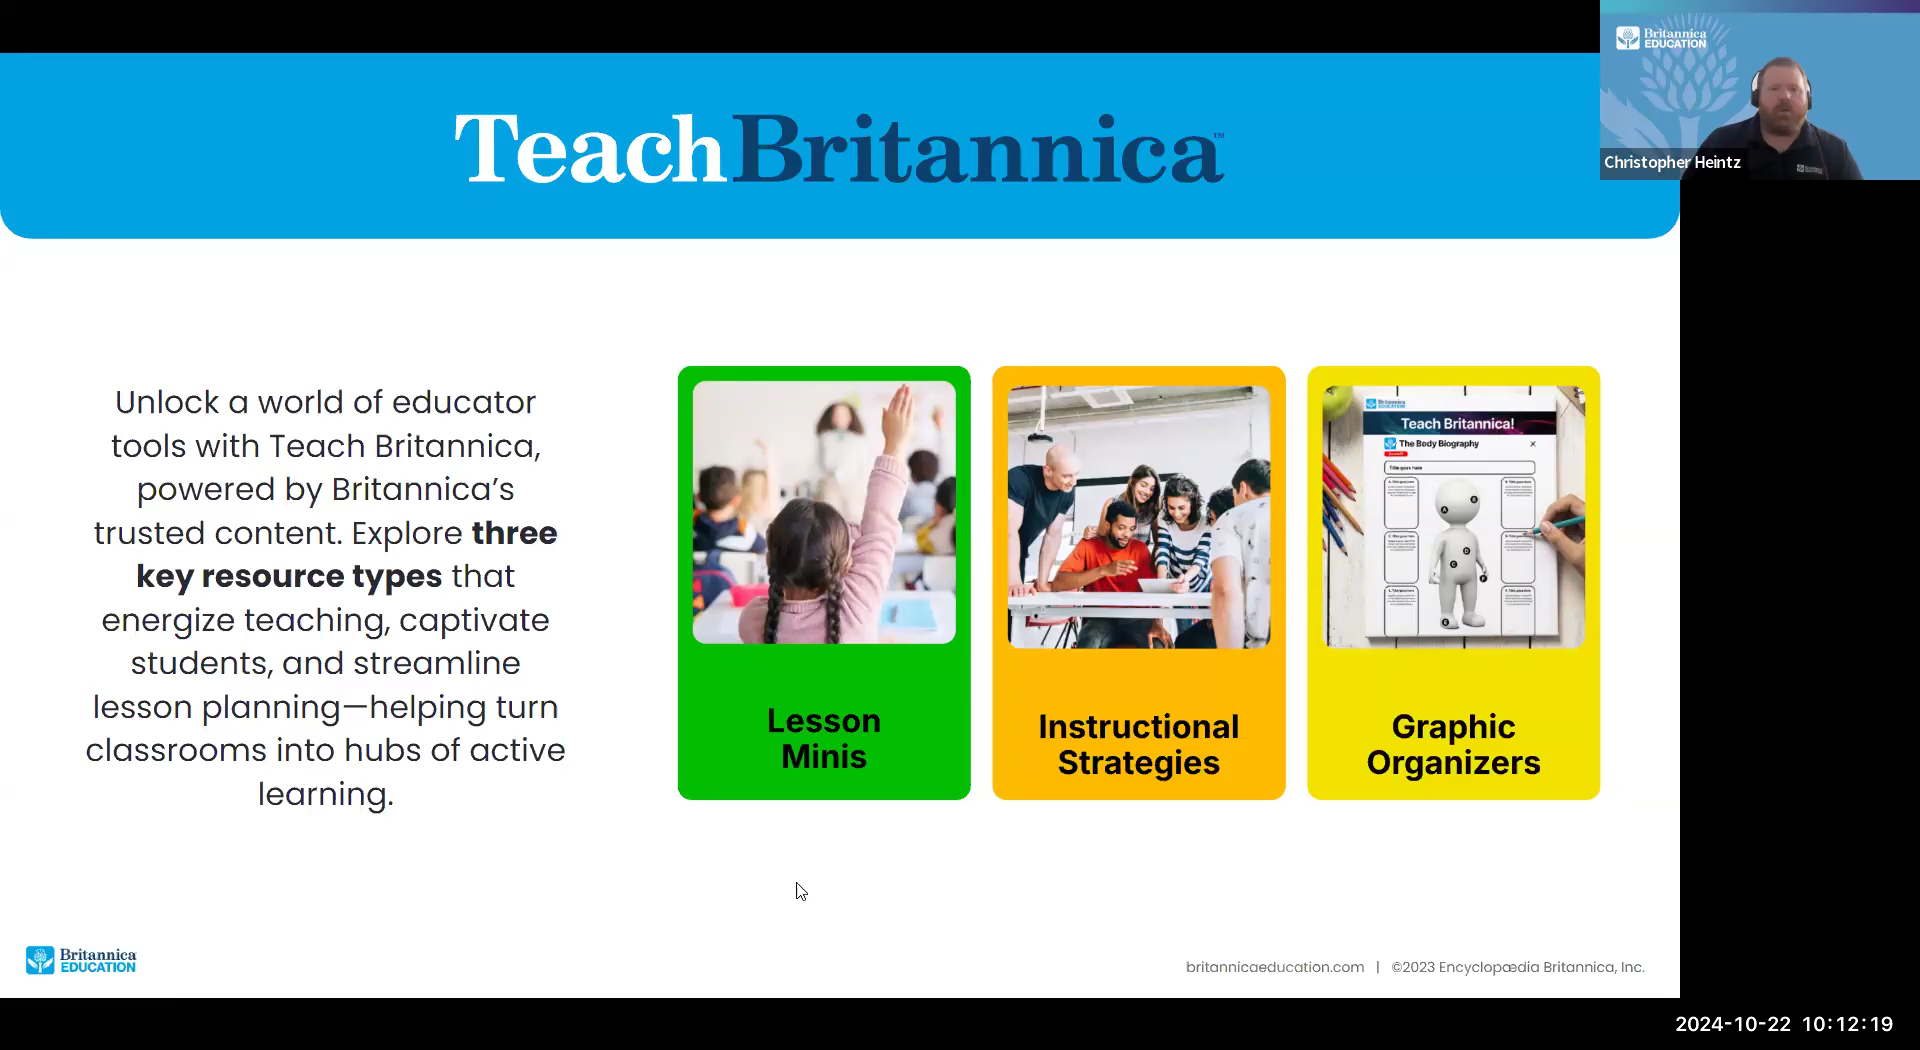 Britannica
EDUCATION
Christopher Heintz
TeachBritannica™
Unlock a world of educator
tools with Teach Britannica,
powered by Britannica’s
trusted content. Explore three
key resource types that
energize teaching, captivate
students, and streamline
lesson planning—helping turn
classrooms into hubs of active
learning.
Lesson
Minis
Instructional
Strategies
Britannica
EDUCATION
Teach Britannica!
The Body Biography
Title goes here
Graphic
Organizers
Britannica
EDUCATION
britannicaeducation.com | ©2023 Encyclopædia Britannica, Inc.
2024-10-22 10:12:19